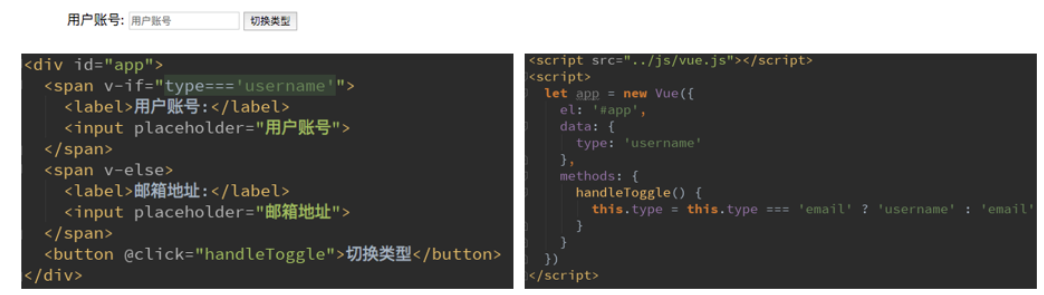 用户账号: 用户账号 切换类型
<div id="app">
<span v-if="type==='username'">
<label>用户账号:</label>
<input placeholder="用户账号">
</span>
<span v-else>
<label>邮箱地址:</label>
<input placeholder="邮箱地址">
</span>
<button @click="handleToggle">切换类型</button>
</div>
<script src="../js/vue.js"></script>
<script>
let app = new Vue({
el: '#app',
data: {
type: 'username'
},
methods: {
handleToggle() {
this.type = this.type === 'email' ? 'username' : 'email'
}
}
})
</script>